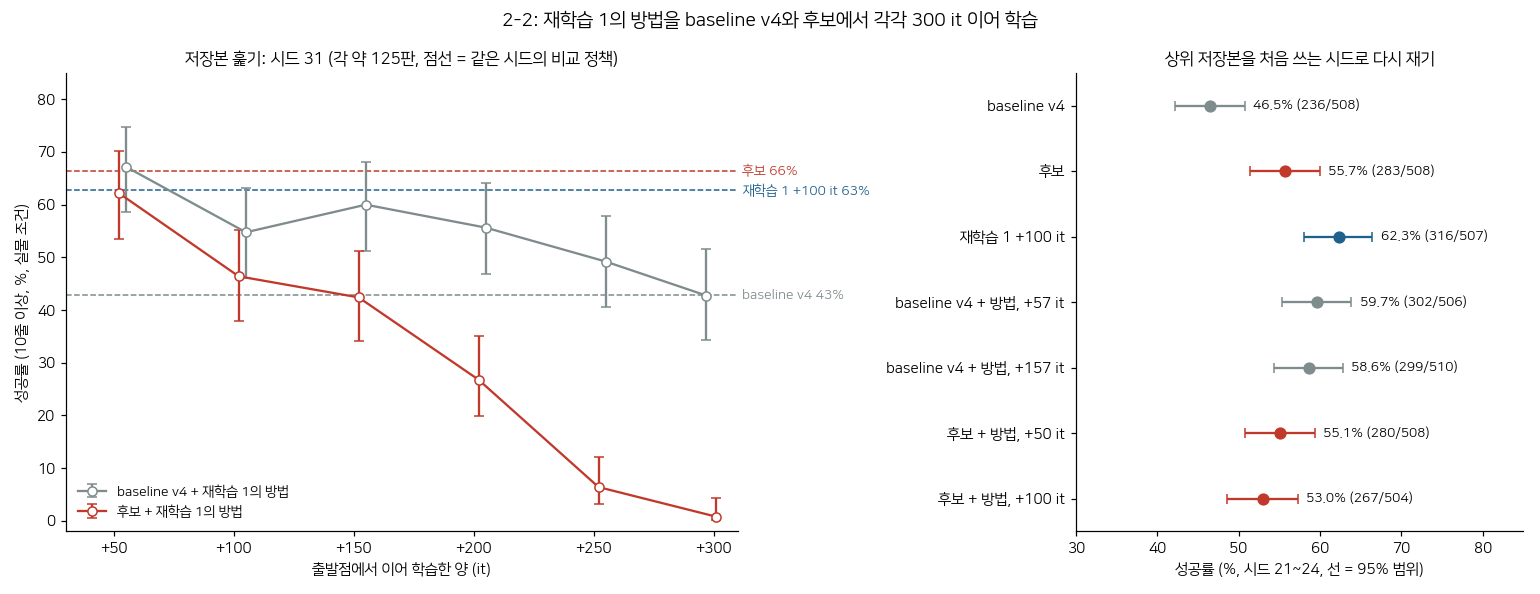 2-2: 재학습 1의 방법을 baseline v4와 후보에서 각각 300 it 이어 학습
저장본 훑기: 시드 31 (각 약 125판, 점선 = 같은 시드의 비교 정책)
성공률 (10줄 이상, %, 실물 조건)
80
70
60
50
40
30
20
10
0
후보 66%
재학습 1 +100 it 63%
baseline v4 43%
baseline v4 + 재학습 1의 방법
후보 + 재학습 1의 방법
+50
+100
+150
+200
+250
+300
출발점에서 이어 학습한 양 (it)
상위 저장본을 처음 쓰는 시드로 다시 재기
baseline v4
46.5% (236/508)
후보
55.7% (283/508)
재학습 1 +100 it
62.3% (316/507)
baseline v4 + 방법, +57 it
59.7% (302/506)
baseline v4 + 방법, +157 it
58.6% (299/510)
후보 + 방법, +50 it
55.1% (280/508)
후보 + 방법, +100 it
53.0% (267/504)
30
40
50
60
70
80
성공률 (%, 시드 21~24, 선 = 95% 범위)